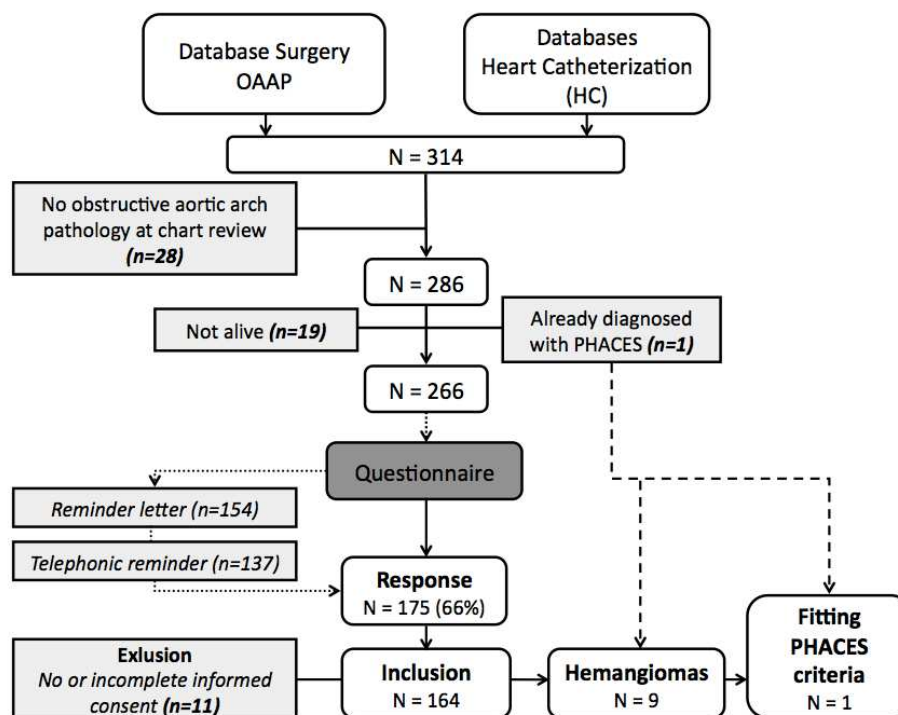 Database Surgery
OAAP
Databases
Heart Catheterization
(HC)
N = 314
No obstructive aortic arch
pathology at chart review
(n=28)
N = 286
Not alive (n=19)
Already diagnosed
with PHACES (n=1)
N = 266
Questionnaire
Reminder letter (n=154)
Telephonic reminder (n=137)
Response
N = 175 (66%)
Exlusion
No or incomplete informed
consent (n=11)
Inclusion
N = 164
Hemangiomas
N = 9
Fitting
PHACES
criteria
N = 1